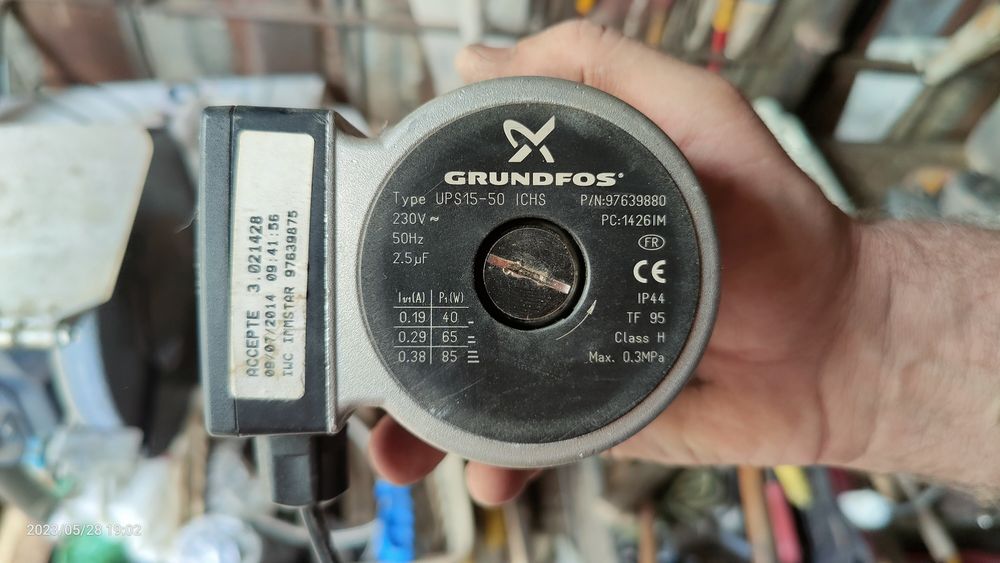 ACCEPTE 3.021428
09/07/2014 09:41:56
IWC IMMSTAR 97639875
GRUNDFOS®
Type UPS15-50 ICHS P/N:97639880
230V ~ PC:1426IM
50Hz FR
2.5µF CE
IP44
TF 95
Class H
Max. 0.3MPa
I1/1(A) P1(W)
0.19 40
0.29 65
0.38 85
2023.05/28 19:02